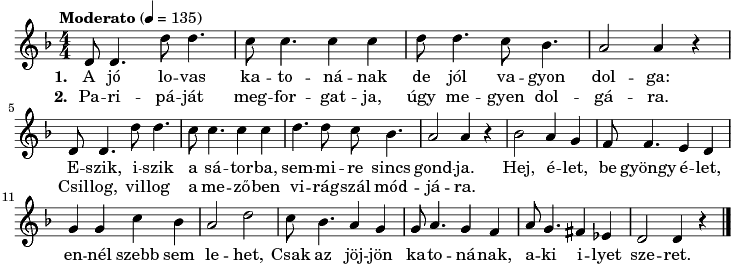 Moderato (♩ = 135)
1. A jó lo – vas ka – to – ná – nak de jól va – gyon dol – ga:
2. Pa – ri – pá – ját meg – for – gat – ja, úgy me – gyen dol – gá – ra.
5
E – szik, i – szik a sá – tor – ba, sem – mi – re sincs gond – ja. Hej, é – let, be gyöngy é – let,
Csil – log, vil – log a me – ző – ben vi – rág – szál mód – já – ra.
11
en – nél szebb sem le – het, Csak az jöj – jön ka – to – ná – nak, a – ki i – lyet sze – ret.